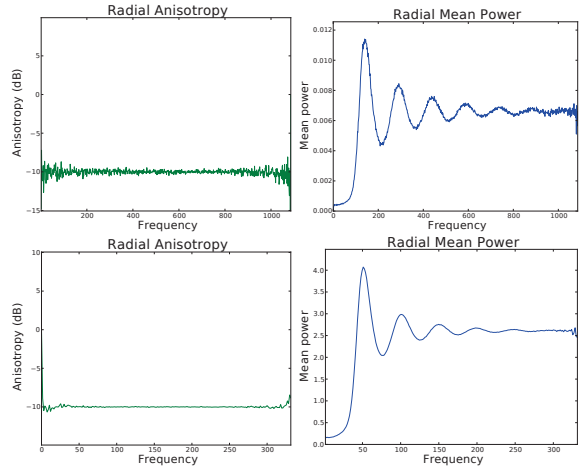 Radial Anisotropy
Anisotropy (dB)
5
0
−5
−10
−15
200 400 600 800 1000
Frequency
Radial Mean Power
Mean power
0.012
0.010
0.008
0.006
0.004
0.002
0.000
0 200 400 600 800 1000
Frequency
Radial Anisotropy
Anisotropy (dB)
10
5
0
−5
−10
0 50 100 150 200 250 300
Frequency
Radial Mean Power
Mean power
4.0
3.5
3.0
2.5
2.0
1.5
1.0
0.5
0.0
50 100 150 200 250 300
Frequency